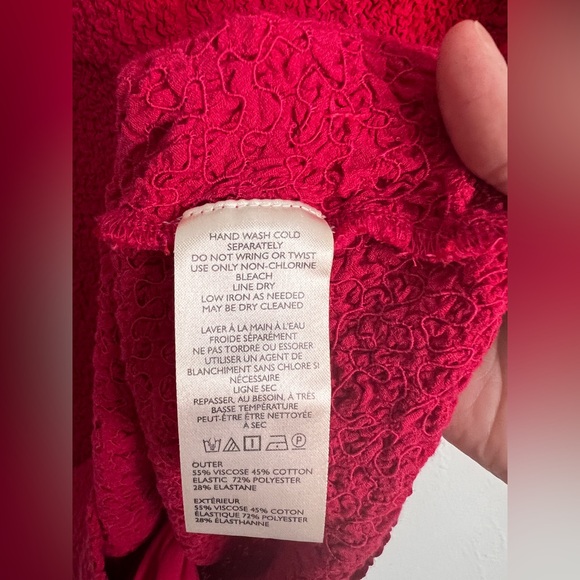 HAND WASH COLD
SEPARATELY
DO NOT WRING OR TWIST
USE ONLY NON-CHLORINE
BLEACH
LINE DRY
LOW IRON AS NEEDED
MAY BE DRY CLEANED
LAVER À LA MAIN À L'EAU
FROIDE SÉPARÉMENT
NE PAS TORDRE OU ESSORER
UTILISER UN AGENT DE
BLANCHIMENT SANS CHLORE SI
NÉCESSAIRE
LIGNE SEC
REPASSER, AU BESOIN, À TRÈS
BASSE TEMPÉRATURE
PEUT-ÊTRE ÊTRE NETTOYÉE
À SEC
P
OUTER
55% VISCOSE 45% COTTON
ELASTIC 72% POLYESTER
28% ELASTANE
EXTÉRIEUR
55% VISCOSE 45% COTON
ÉLASTIQUE 72% POLYESTER
28% ÉLASTHANNE